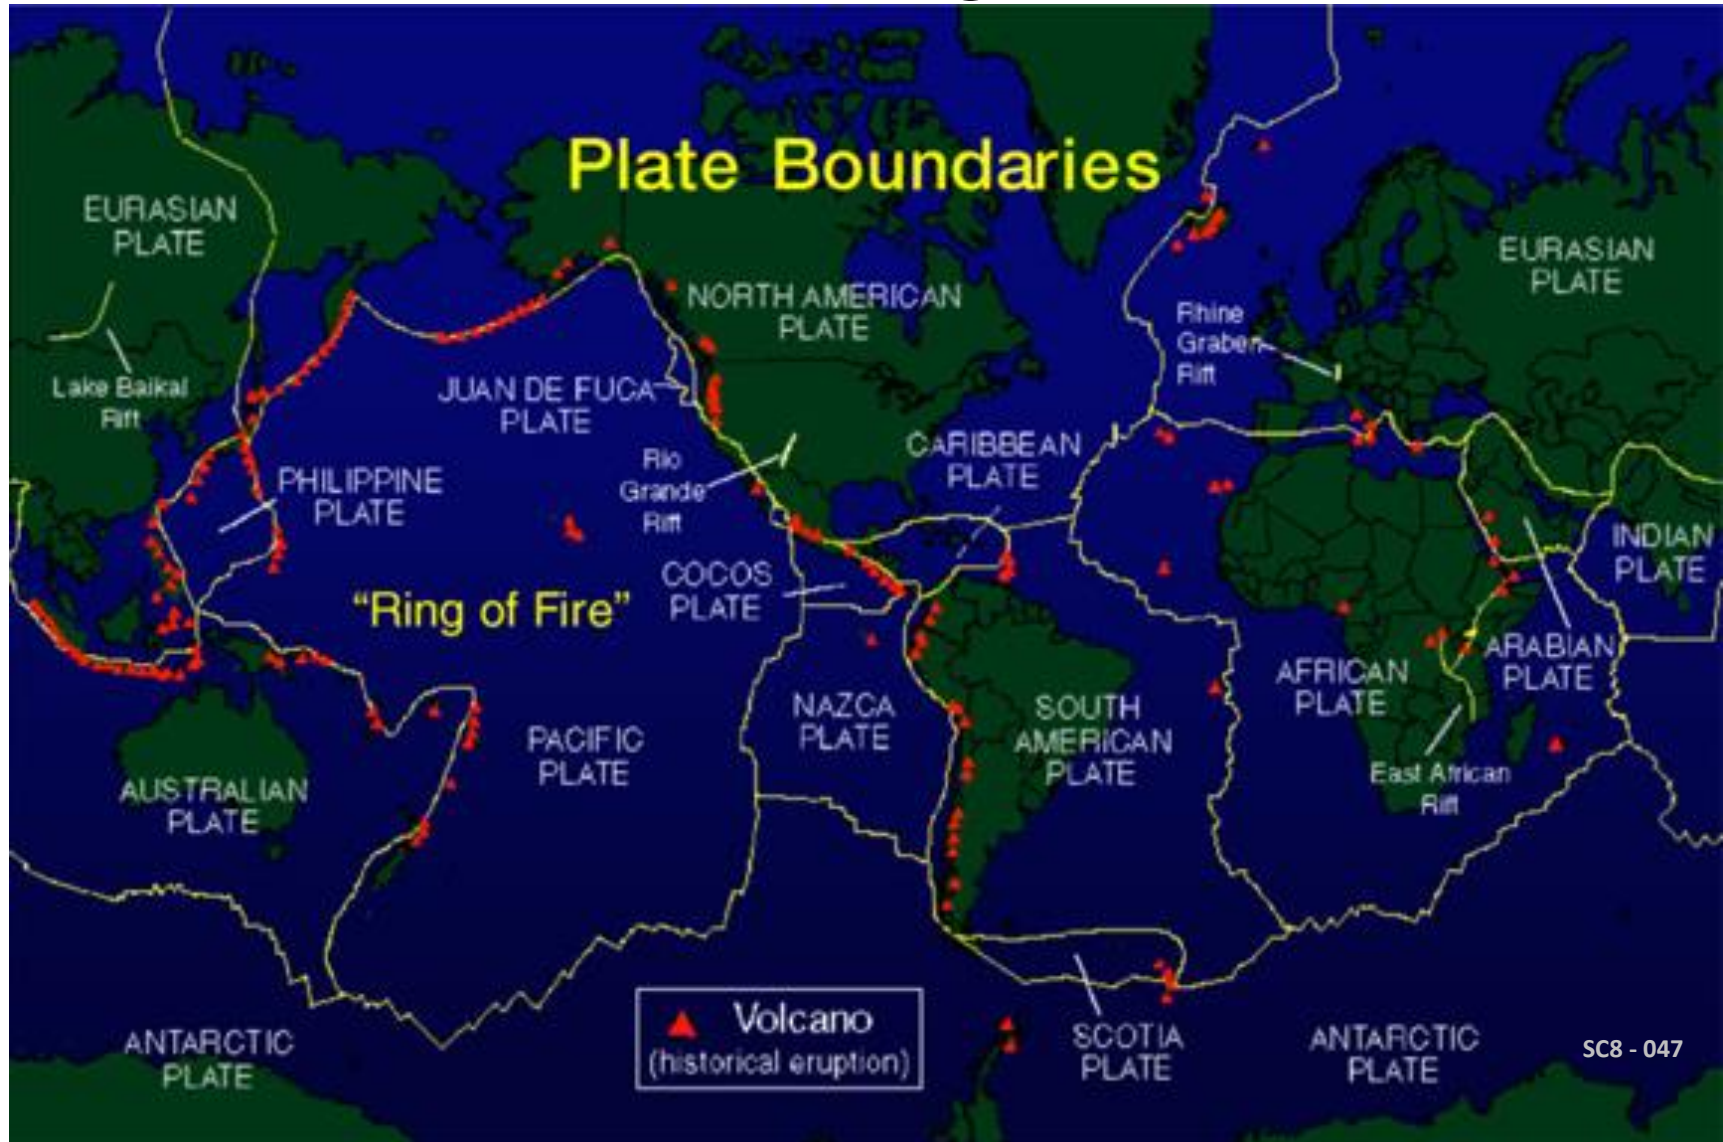 Plate Boundaries
EURASIAN
PLATE
EURASIAN
PLATE
NORTH AMERICAN
PLATE
Rhine
Graben
Rift
Lake Baikal
Rift
JUAN DE FUCA
PLATE
CARIBBEAN
PLATE
Rio
Grande
Rift
PHILIPPINE
PLATE
INDIAN
PLATE
COCOS
PLATE
"Ring of Fire"
ARABIAN
PLATE
AFRICAN
PLATE
NAZCA
PLATE
SOUTH
AMERICAN
PLATE
PACIFIC
PLATE
AUSTRALIAN
PLATE
East African
Rift
Volcano
(historical eruption)
SCOTIA
PLATE
ANTARCTIC
PLATE
ANTARCTIC
PLATE
SC8 - 047